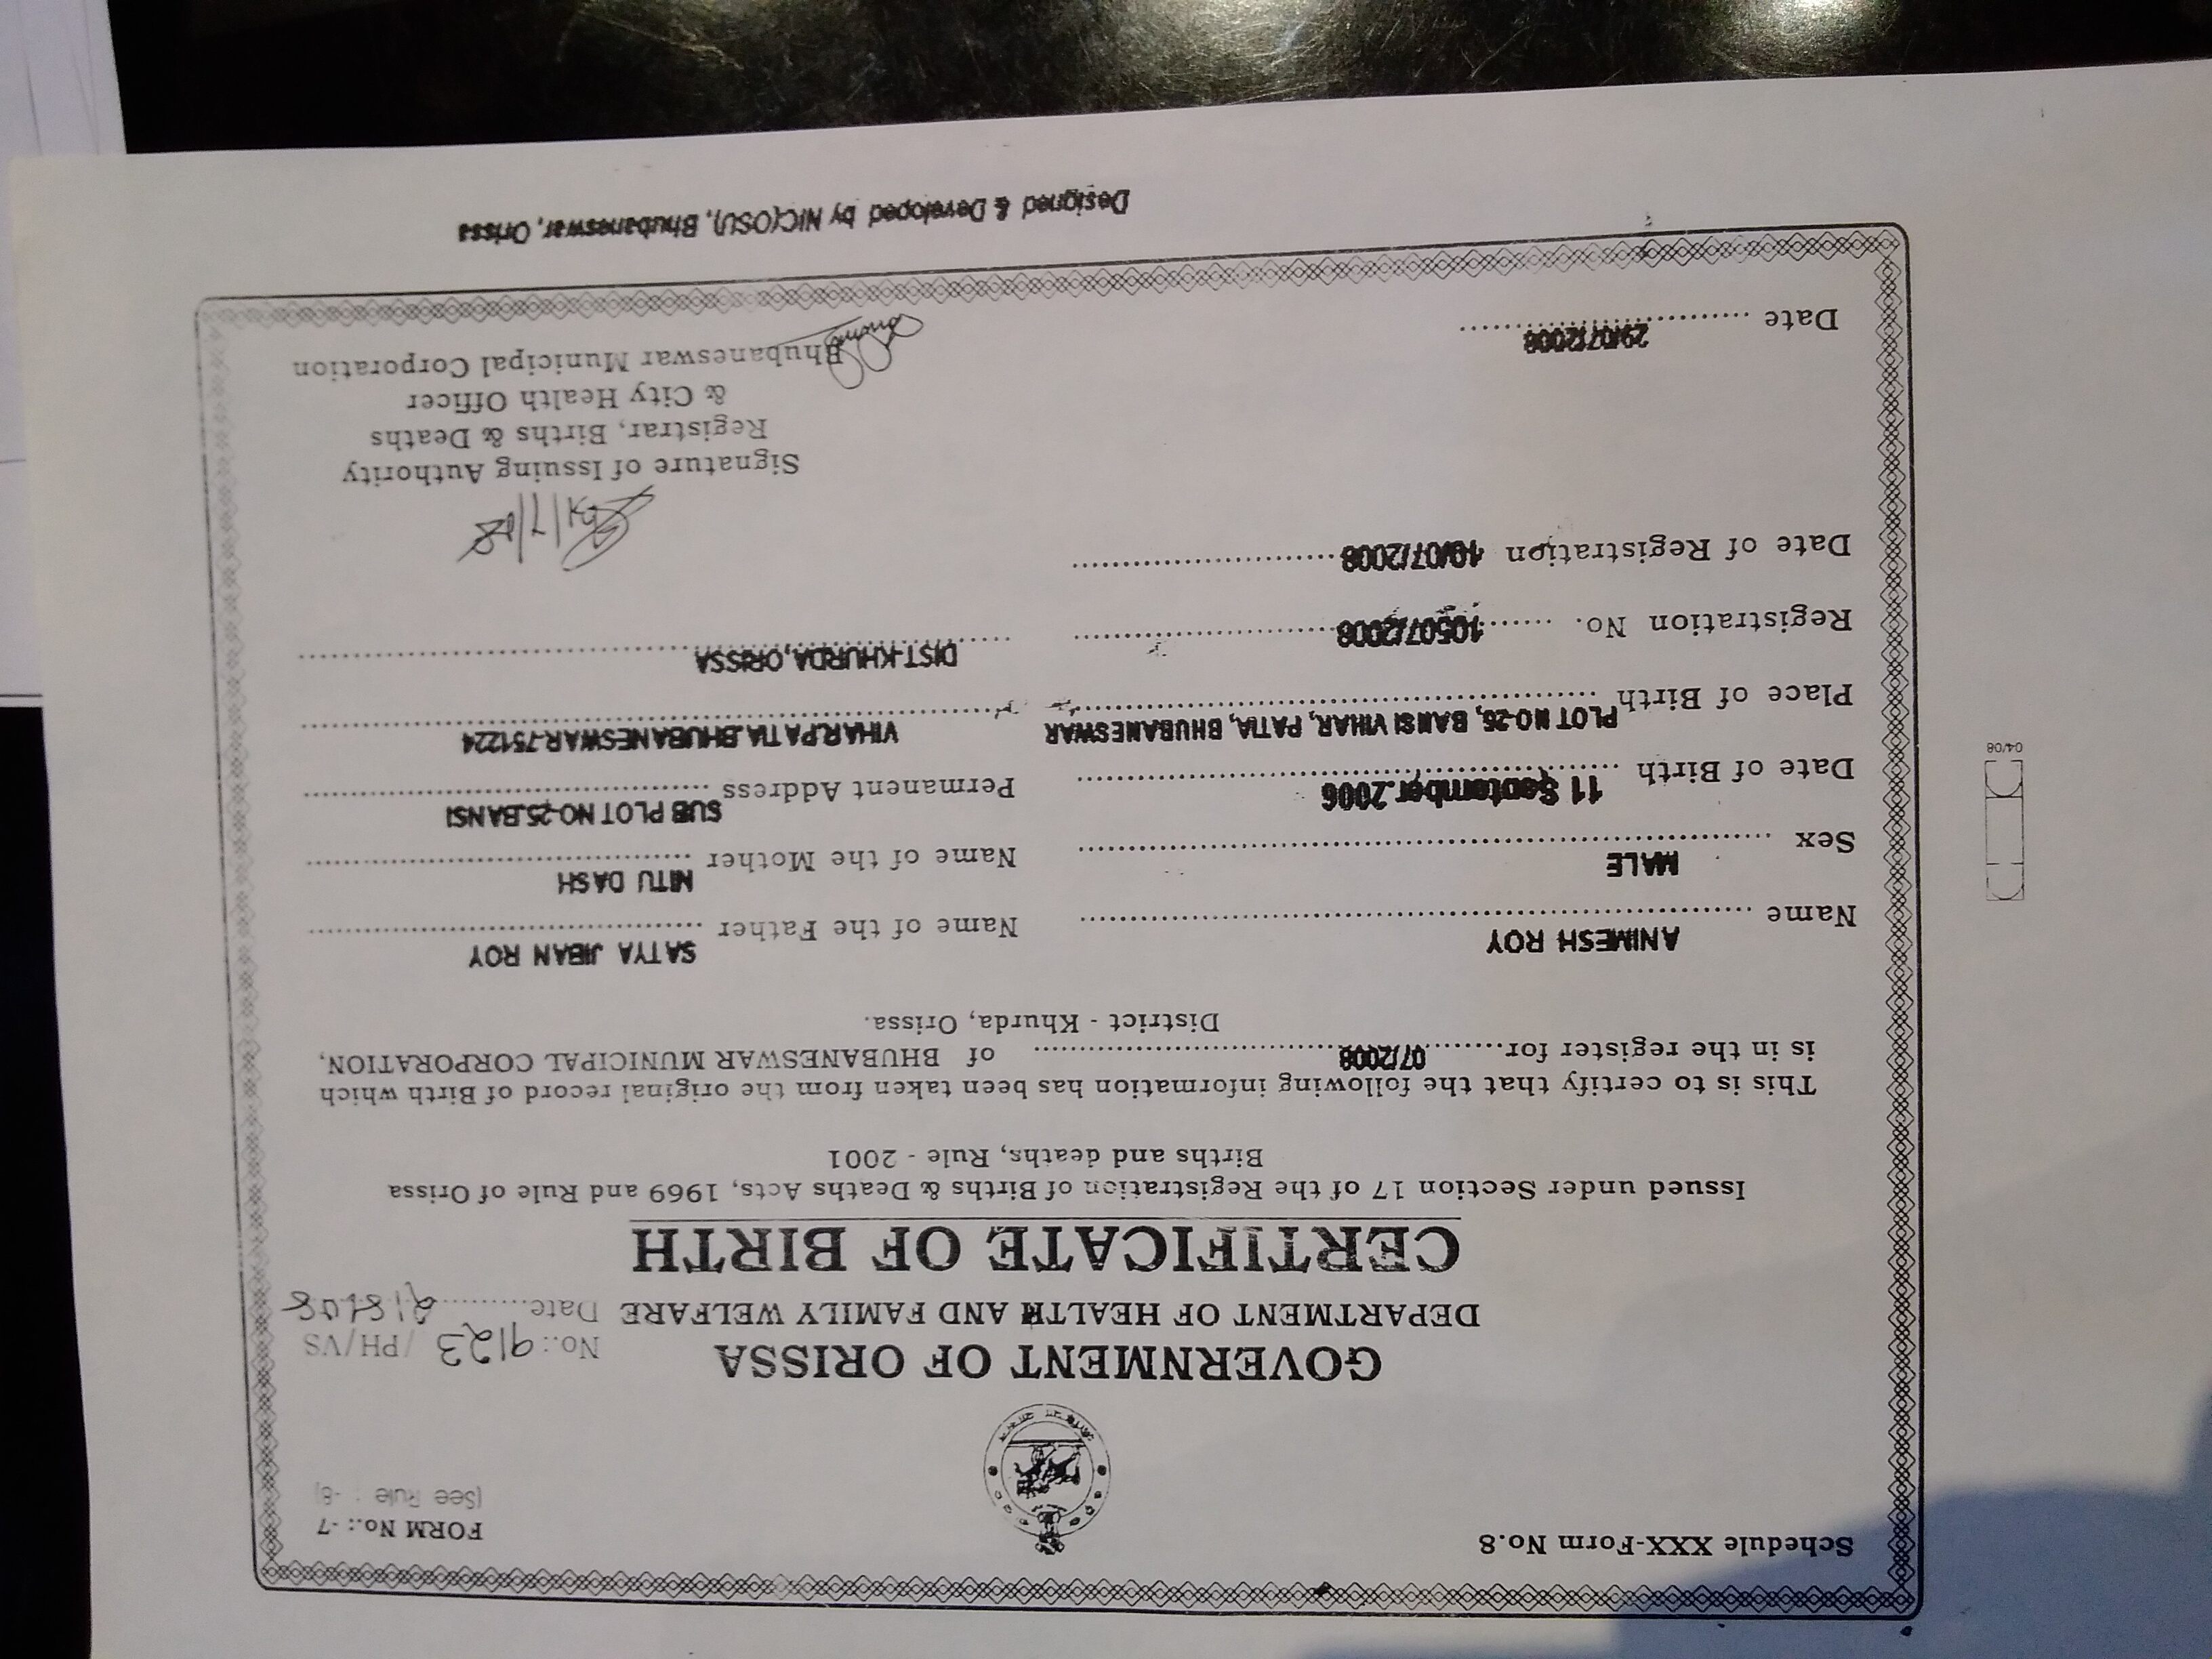 Schedule XXX-Form No.8
FORM No.: -7
(See Rule : -8)
GOVERNMENT OF ORISSA
No.: 9123 /PH/VS
DEPARTMENT OF HEALTH AND FAMILY WELFARE
Date......... 2/8/08
CERTIFICATE OF BIRTH
Issued under Section 17 of the Registration of Births & Deaths Acts, 1969 and Rule of Orissa
Births and deaths, Rule - 2001
This is to certify that the following information has been taken from the original record of Birth which
is in the register for........07/2008........ of BHUBANESWAR MUNICIPAL CORPORATION,
District - Khurda, Orissa.
Name ANIMESH ROY
Sex MALE
Date of Birth 11 September, 2006
Place of Birth PLOT NO-25, BANSI VIHAR, PATIA, BHUBANESWAR
Registration No. 10507/2008
Date of Registration 10/07/2008
Name of the Father SATYA JIBAN ROY
Name of the Mother NITU DASH
Permanent Address SUB PLOT NO-25,BANSI
VIHAR,PATIA,BHUBANESWAR-751224
DIST-KHURDA, ORISSA
Signature of Issuing Authority
Registrar, Births & Deaths
& City Health Officer
Bhubaneswar Municipal Corporation
Date 29/07/2008
Designed & Developed by NIC(OSU), Bhubaneswar, Orissa
04/08